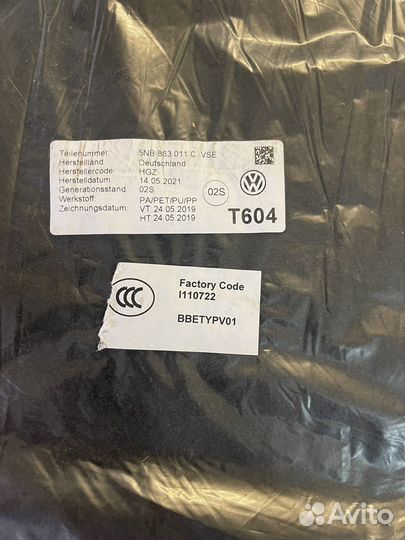 Teilenummer: 5NB 863 011 C VSE
Herstellland: Deutschland
Herstellercode: HGZ
Herstelldatum: 14.05.2021
Generationsstand: 02S
Werkstoff: PA/PET/PU/PP
Zeichnungsdatum: VT 24.05.2019
HT 24.05.2019
02S
T604
CCC
Factory Code
I110722
BBETYPV01
Avito